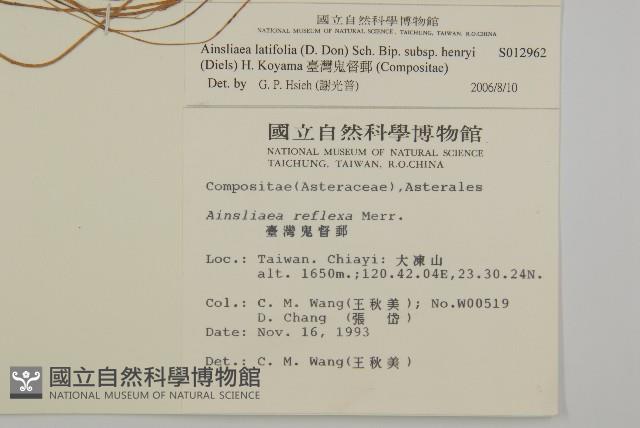 國立自然科學博物館
NATIONAL MUSEUM OF NATURAL SCIENCE, TAICHUNG, TAIWAN, R.O.CHINA
Ainsliaea latifolia (D. Don) Sch. Bip. subsp. henryi S012962
(Diels) H. Koyama 臺灣鬼督郵 (Compositae)
Det. by G. P. Hsieh (謝光普) 2006/8/10
國立自然科學博物館
NATIONAL MUSEUM OF NATURAL SCIENCE
TAICHUNG, TAIWAN, R.O.CHINA
Compositae(Asteraceae),Asterales
Ainsliaea reflexa Merr.
臺灣鬼督郵
Loc.: Taiwan. Chiayi: 大凍山
alt. 1650m.;120.42.04E,23.30.24N.
Col.: C. M. Wang(王秋美); No.W00519
D. Chang (張 岱)
Date: Nov. 16, 1993
Det.: C. M. Wang(王秋美)
國立自然科學博物館
NATIONAL MUSEUM OF NATURAL SCIENCE